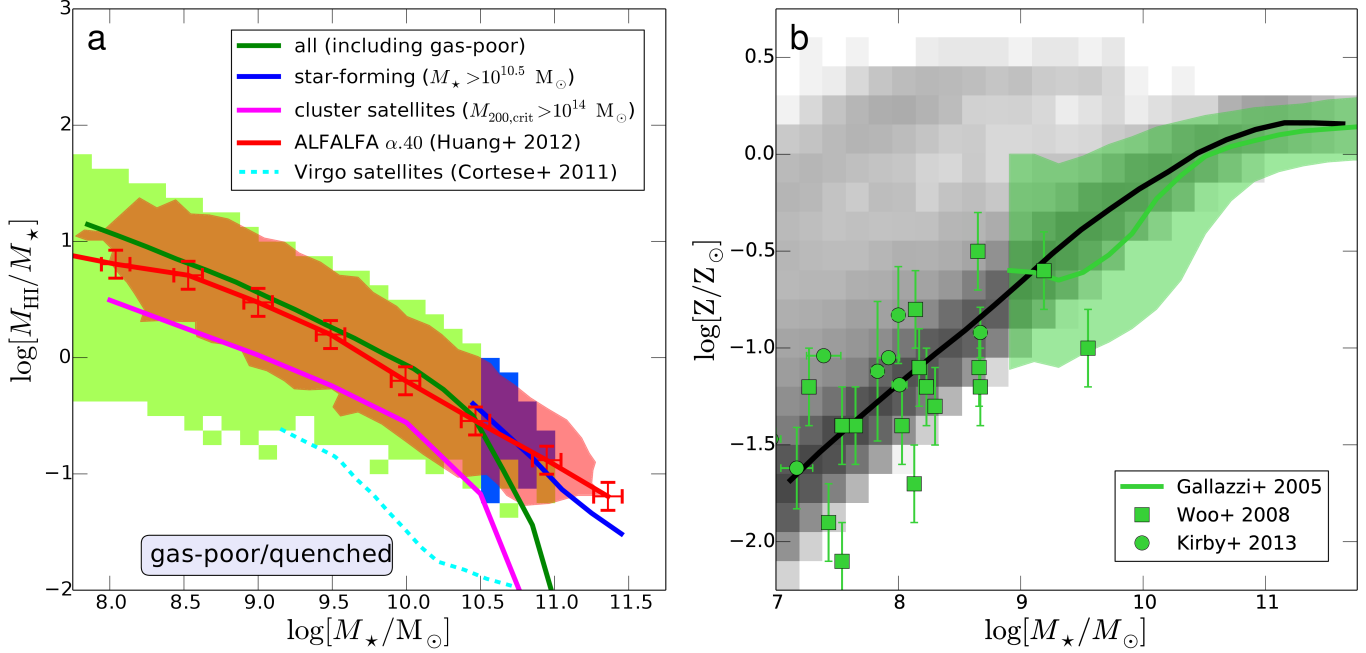 a
all (including gas-poor)
star-forming (M⋆ >10^10.5 M⊙)
cluster satellites (M200,crit >10^14 M⊙)
ALFALFA α.40 (Huang+ 2012)
Virgo satellites (Cortese+ 2011)
gas-poor/quenched
3
2
1
0
−1
−2
log[MHI/M⋆]
8.0 8.5 9.0 9.5 10.0 10.5 11.0 11.5
log[M⋆/M⊙]
b
0.5
0.0
−0.5
−1.0
−1.5
−2.0
log[Z/Z⊙]
Gallazzi+ 2005
Woo+ 2008
Kirby+ 2013
7 8 9 10 11
log[M⋆/M⊙]